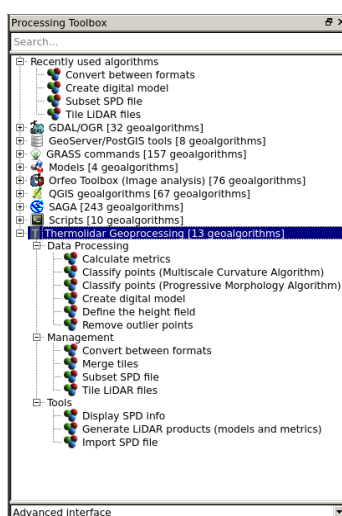 Processing Toolbox
Search...
Recently used algorithms
Convert between formats
Create digital model
Subset SPD file
Tile LiDAR files
GDAL/OGR [32 geoalgorithms]
GeoServer/PostGIS tools [8 geoalgorithms]
GRASS commands [157 geoalgorithms]
Models [4 geoalgorithms]
Orfeo Toolbox (Image analysis) [76 geoalgorithms]
QGIS geoalgorithms [67 geoalgorithms]
SAGA [243 geoalgorithms]
Scripts [10 geoalgorithms]
Thermolidar Geoprocessing [13 geoalgorithms]
Data Processing
Calculate metrics
Classify points (Multiscale Curvature Algorithm)
Classify points (Progressive Morphology Algorithm)
Create digital model
Define the height field
Remove outlier points
Management
Convert between formats
Merge tiles
Subset SPD file
Tile LiDAR files
Tools
Display SPD info
Generate LiDAR products (models and metrics)
Import SPD file
Advanced interface